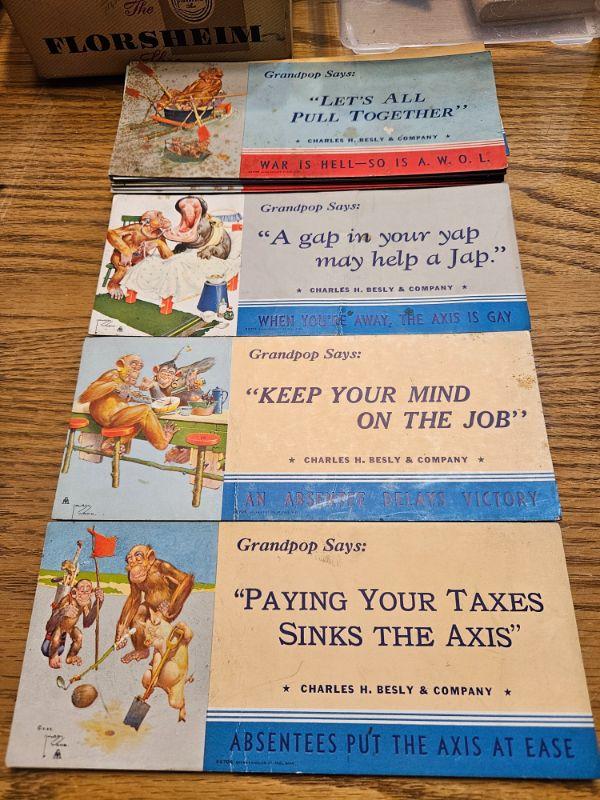 The
FLORSHEIM
Grandpop Says:
"LET'S ALL
PULL TOGETHER"
★ CHARLES H. BESLY & COMPANY ★
WAR IS HELL—SO IS A. W. O. L.
Grandpop Says:
"A gap in your yap
may help a Jap."
★ CHARLES H. BESLY & COMPANY ★
WHEN YOU'RE AWAY, THE AXIS IS GAY
Grandpop Says:
"KEEP YOUR MIND
ON THE JOB"
★ CHARLES H. BESLY & COMPANY ★
AN ABSENTEE DELAYS VICTORY
Grandpop Says:
"PAYING YOUR TAXES
SINKS THE AXIS"
★ CHARLES H. BESLY & COMPANY ★
ABSENTEES PUT THE AXIS AT EASE